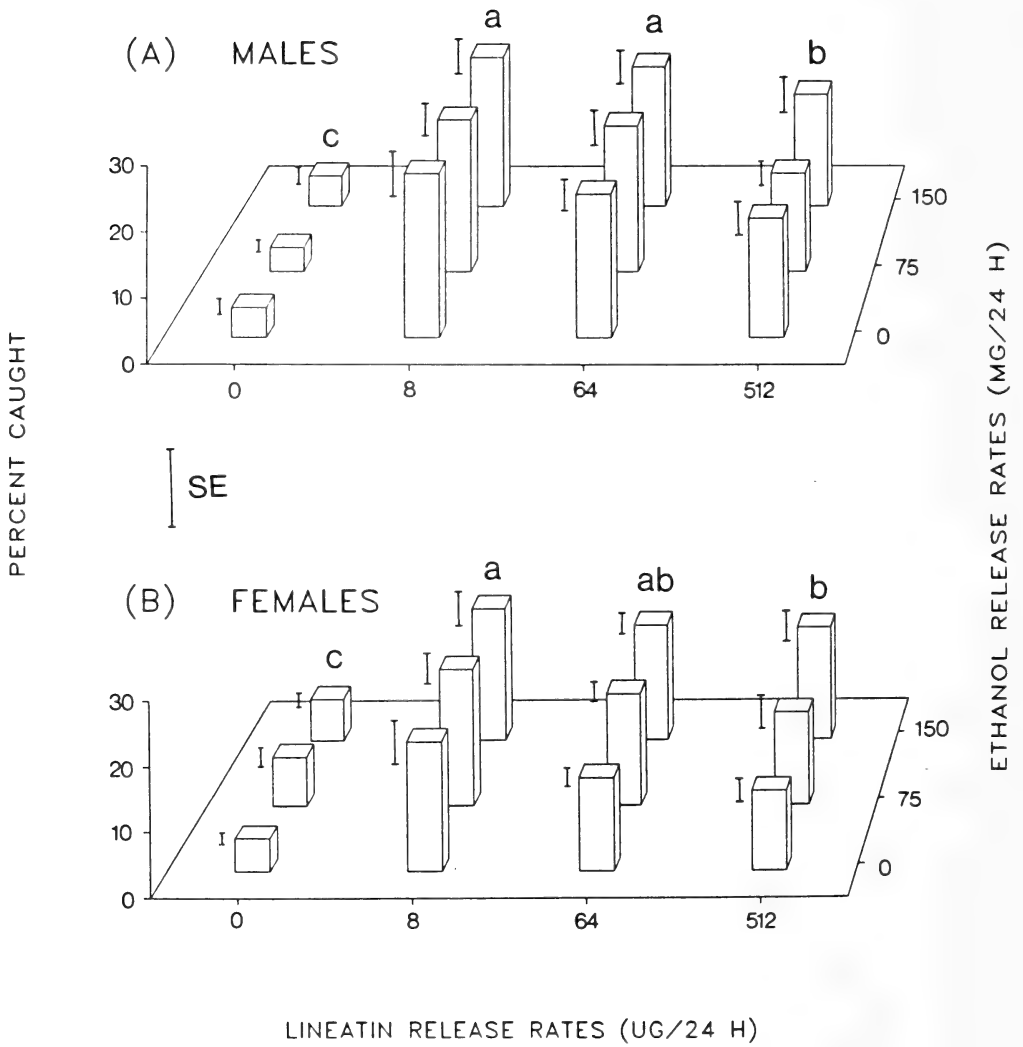 (A) MALES
a
a
b
c
30
20
10
0
150
75
0
0 8 64 512
PERCENT CAUGHT
SE
ETHANOL RELEASE RATES (MG/24 H)
(B) FEMALES
a
ab
b
c
30
20
10
0
150
75
0
0 8 64 512
LINEATIN RELEASE RATES (UG/24 H)